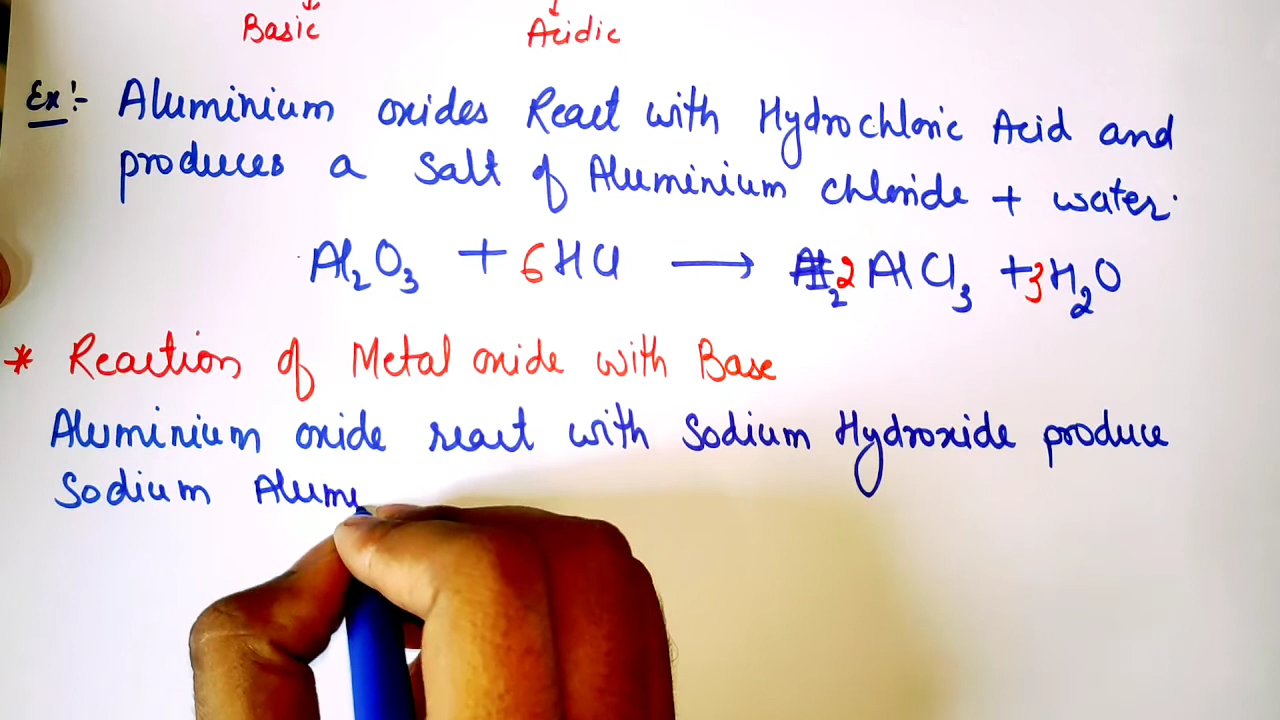 Basic Acidic
Ex:- Aluminium oxides React with Hydrochloric Acid and
produces a salt of Aluminium chloride + water.
Al₂O₃ + 6HCl → 2AlCl₃ + 3H₂O
* Reaction of Metal oxide with Base
Aluminium oxide react with Sodium Hydroxide produce
Sodium Alum